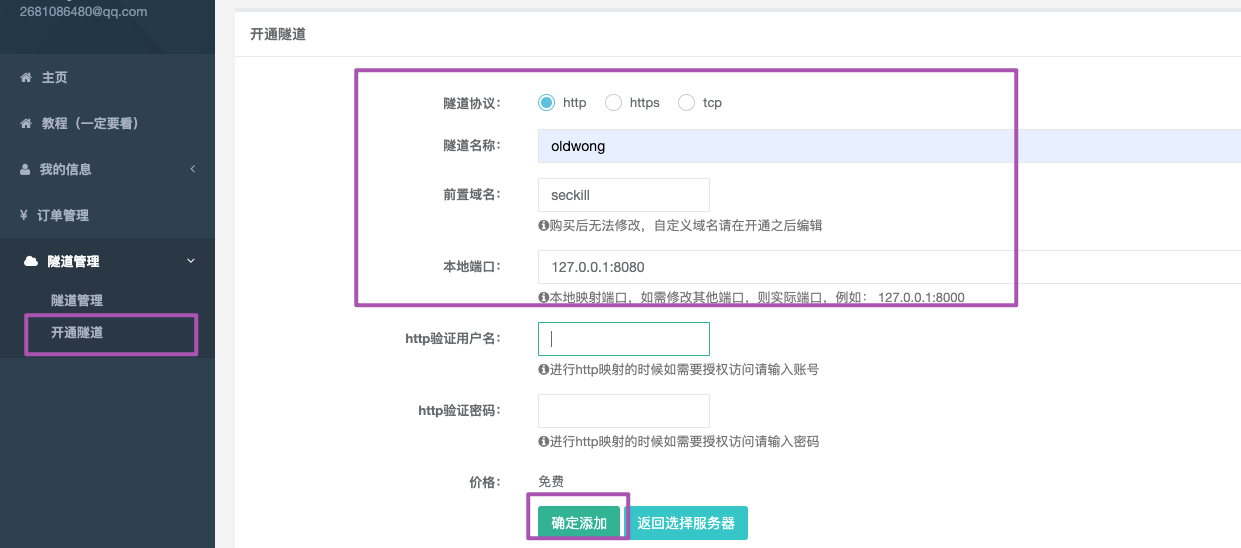 2681086480@qq.com
主页
教程（一定要看）
我的信息
¥ 订单管理
隧道管理
隧道管理
开通隧道
开通隧道
隧道协议： http https tcp
隧道名称： oldwong
前置域名： seckill
购买后无法修改，自定义域名请在开通之后编辑
本地端口： 127.0.0.1:8080
本地映射端口，如需修改其他端口，则实际端口，例如： 127.0.0.1:8000
http验证用户名：
进行http映射的时候如需要授权访问请输入账号
http验证密码：
进行http映射的时候如需要授权访问请输入密码
价格： 免费
确定添加 返回选择服务器